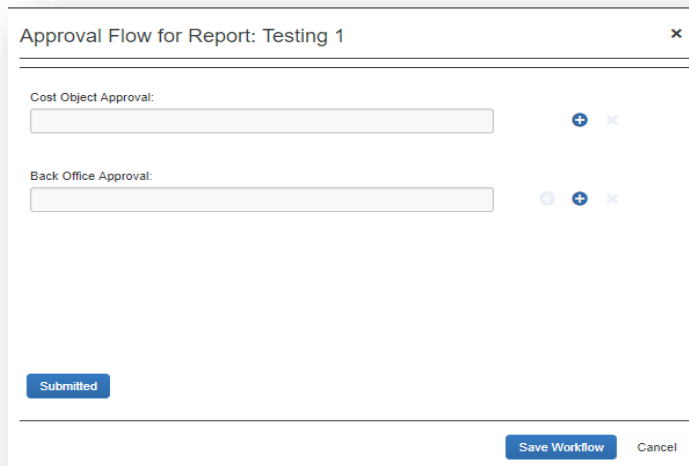 Approval Flow for Report: Testing 1
Cost Object Approval:
Back Office Approval:
Submitted
Save Workflow Cancel